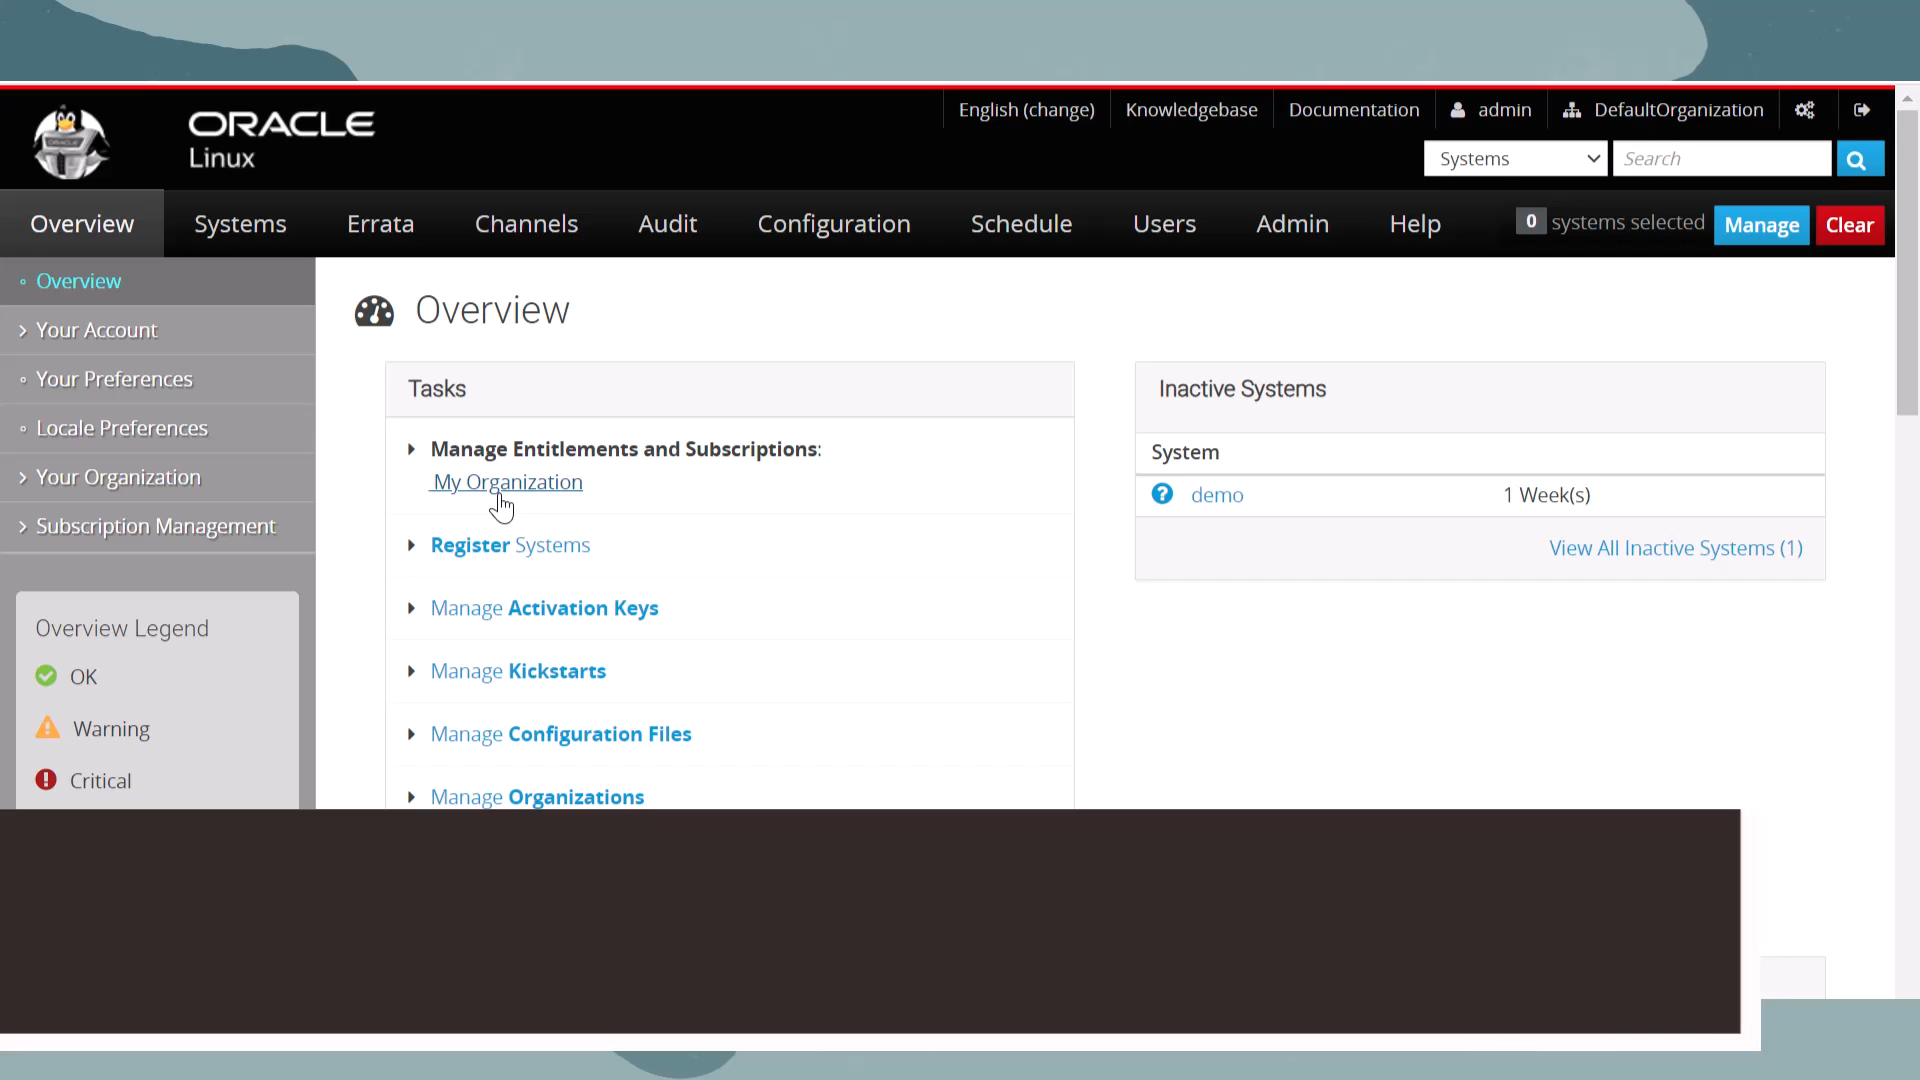 ORACLE
Linux
English (change)
Knowledgebase
Documentation
admin
DefaultOrganization
Systems
Search
Overview
Systems
Errata
Channels
Audit
Configuration
Schedule
Users
Admin
Help
0 systems selected
Manage
Clear
Overview
Your Account
Your Preferences
Locale Preferences
Your Organization
Subscription Management
Overview Legend
OK
Warning
Critical
Overview
Tasks
Manage Entitlements and Subscriptions:
My Organization
Register Systems
Manage Activation Keys
Manage Kickstarts
Manage Configuration Files
Manage Organizations
Inactive Systems
System
demo 1 Week(s)
View All Inactive Systems (1)